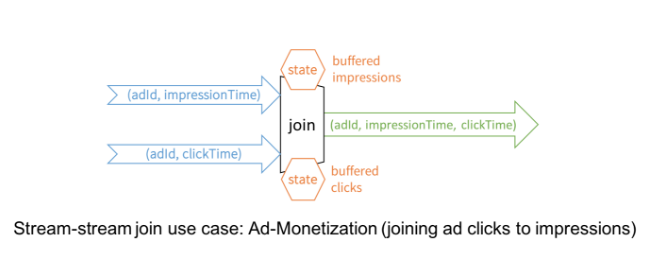 state
buffered
impressions
(adId, impressionTime)
join
(adId, impressionTime, clickTime)
(adId, clickTime)
state
buffered
clicks
Stream-stream join use case: Ad-Monetization (joining ad clicks to impressions)